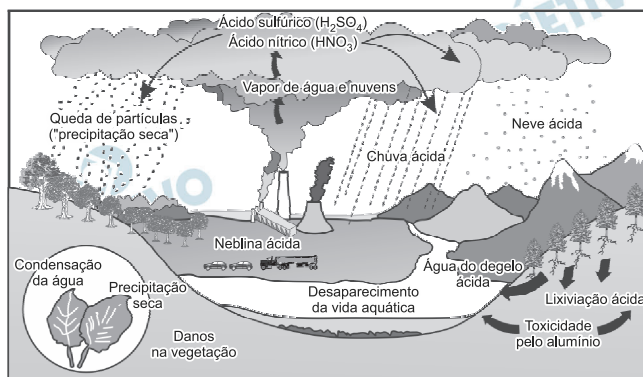 Ácido sulfúrico (H₂SO₄)
Ácido nítrico (HNO₃)
Vapor de água e nuvens
Queda de partículas
("precipitação seca")
Neve ácida
Chuva ácida
Neblina ácida
Água do degelo
ácida
Lixiviação ácida
Condensação
da água
Precipitação
seca
Desaparecimento
da vida aquática
Toxicidade
pelo alumínio
Danos
na vegetação